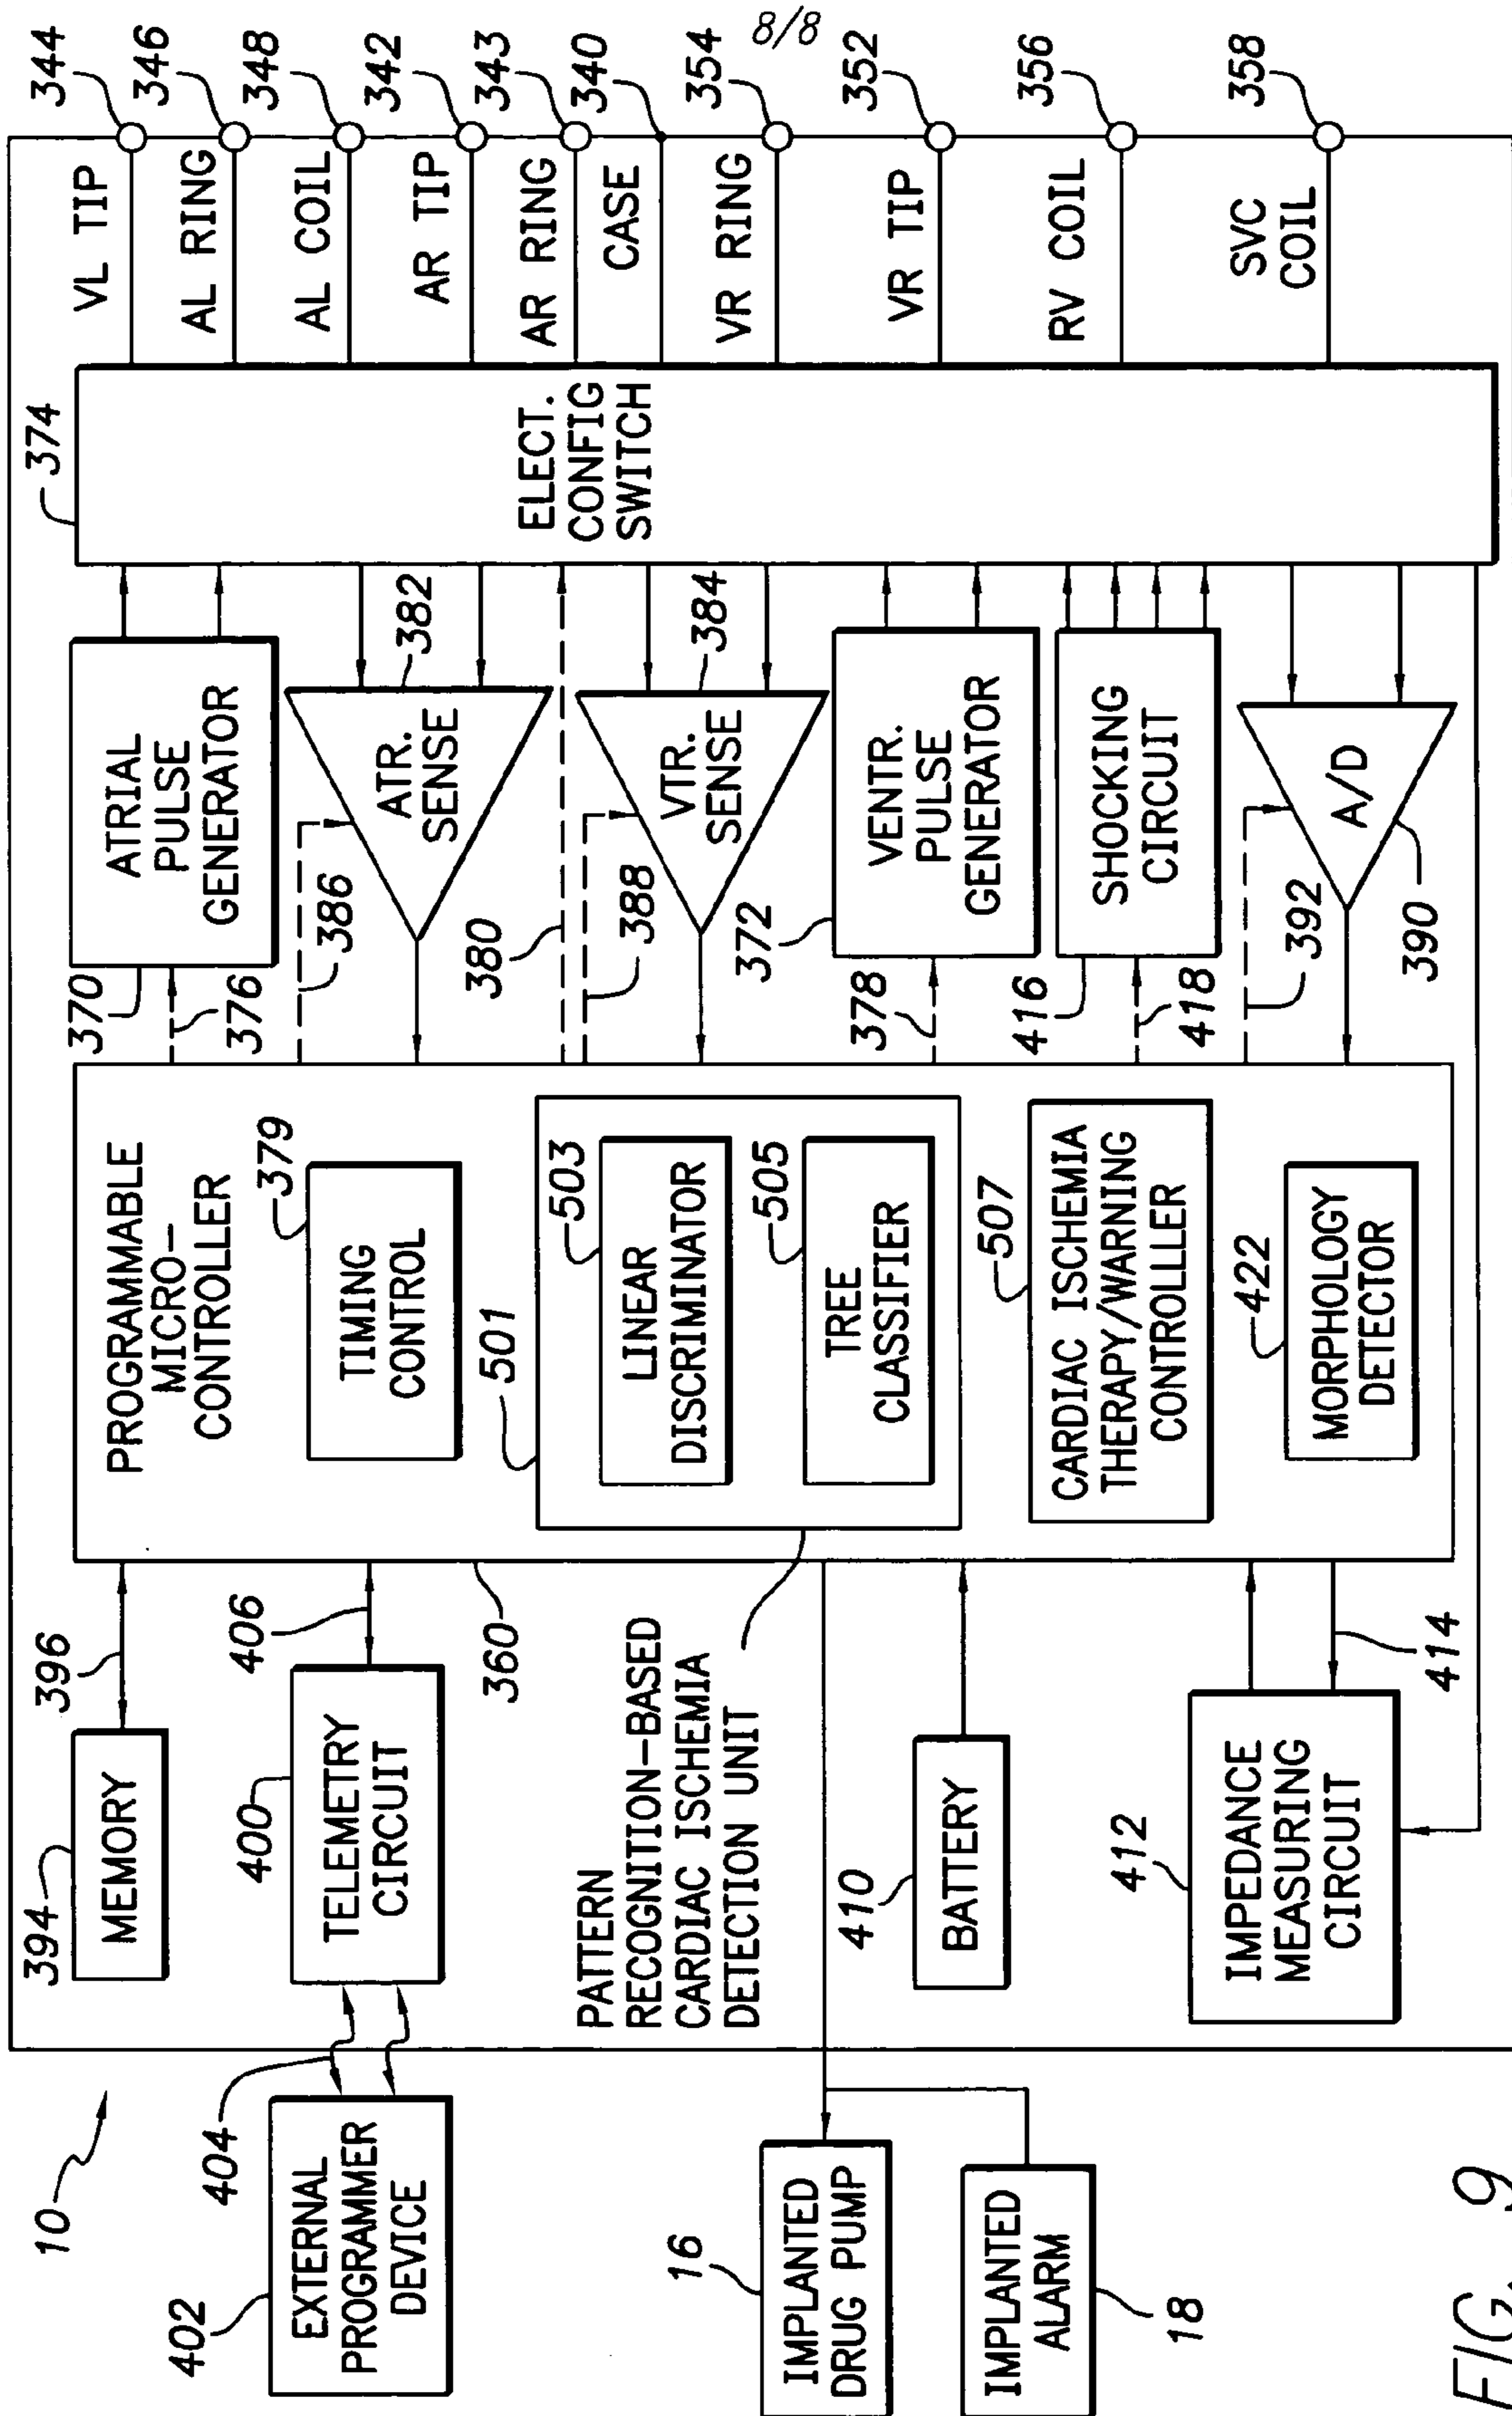 8/8
10
402
EXTERNAL
PROGRAMMER
DEVICE
404
16
IMPLANTED
DRUG PUMP
IMPLANTED
ALARM
18
394
MEMORY
396
400
TELEMETRY
CIRCUIT
406
360
PATTERN
RECOGNITION-BASED
CARDIAC ISCHEMIA
DETECTION UNIT
410
BATTERY
412
IMPEDANCE
MEASURING
CIRCUIT
414
PROGRAMMABLE
MICRO-
CONTROLLER
379
TIMING
CONTROL
501
503
LINEAR
DISCRIMINATOR
505
TREE
CLASSIFIER
507
CARDIAC ISCHEMIA
THERAPY/WARNING
CONTROLLLER
422
MORPHOLOGY
DETECTOR
370
376
ATRIAL
PULSE
GENERATOR
386
ATR.
SENSE
382
380
388
VTR.
SENSE
384
372
378
VENTR.
PULSE
GENERATOR
416
418
SHOCKING
CIRCUIT
392
A/D
390
374
ELECT.
CONFIG
SWITCH
VL TIP
344
AL RING
346
AL COIL
348
AR TIP
342
AR RING
343
CASE
340
VR RING
354
VR TIP
352
RV COIL
356
SVC
COIL
358
FIG. 9